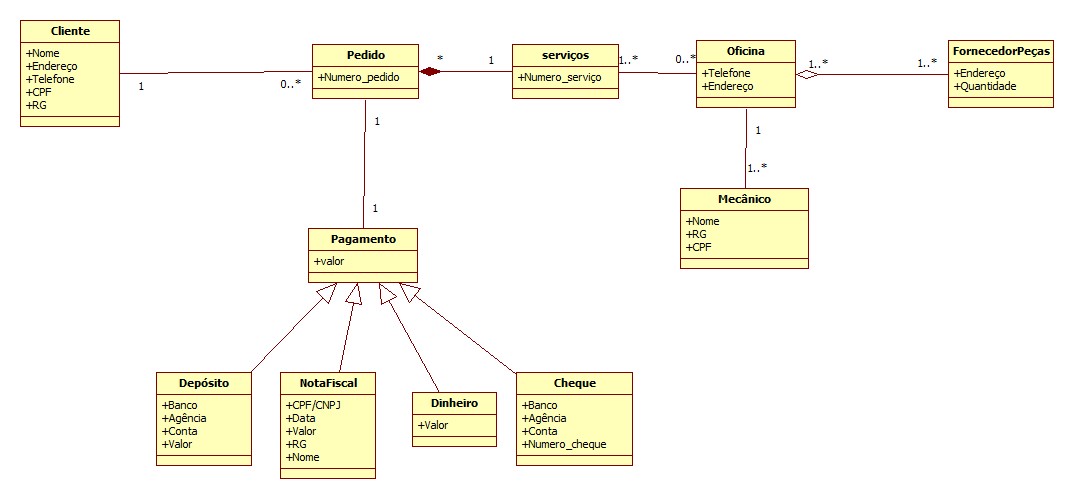 Cliente
+Nome
+Endereço
+Telefone
+CPF
+RG
1
0..*
Pedido
+Numero_pedido
*
1
serviços
+Numero_serviço
1..*
0..*
Oficina
+Telefone
+Endereço
1..*
1..*
FornecedorPeças
+Endereço
+Quantidade
1
1..*
Mecânico
+Nome
+RG
+CPF
1
1
Pagamento
+valor
Depósito
+Banco
+Agência
+Conta
+Valor
NotaFiscal
+CPF/CNPJ
+Data
+Valor
+RG
+Nome
Dinheiro
+Valor
Cheque
+Banco
+Agência
+Conta
+Numero_cheque